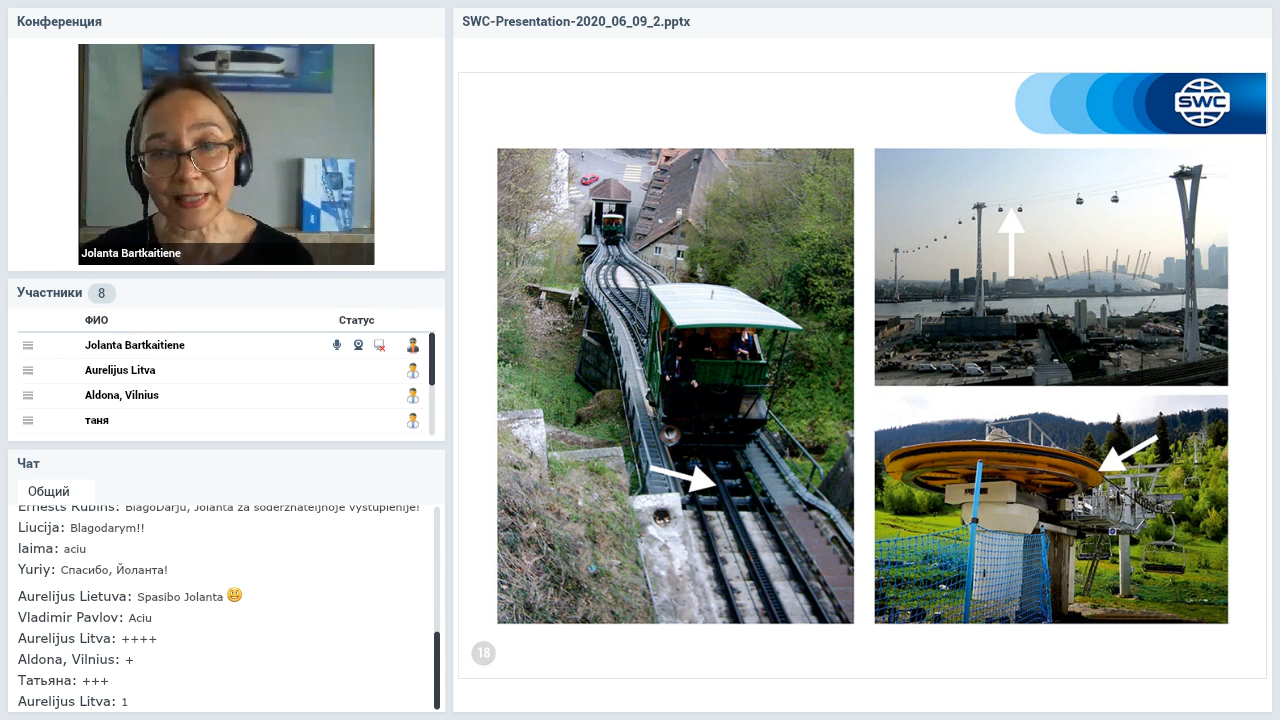 Конференция
Jolanta Bartkaitiene
Участники 8
ФИО Статус
Jolanta Bartkaitiene
Aurelijus Litva
Aldona, Vilnius
таня
Чат
Общий
Ernests Rubins: BlagoDarju, Jolanta za soderzhateljnoje vystuplenije!
Liucija: Blagodarym!!
laima: aciu
Yuriy: Спасибо, Йоланта!
Aurelijus Lietuva: Spasibo Jolanta
Vladimir Pavlov: Aciu
Aurelijus Litva: ++++
Aldona, Vilnius: +
Татьяна: +++
Aurelijus Litva: 1
SWC-Presentation-2020_06_09_2.pptx
SWC
18